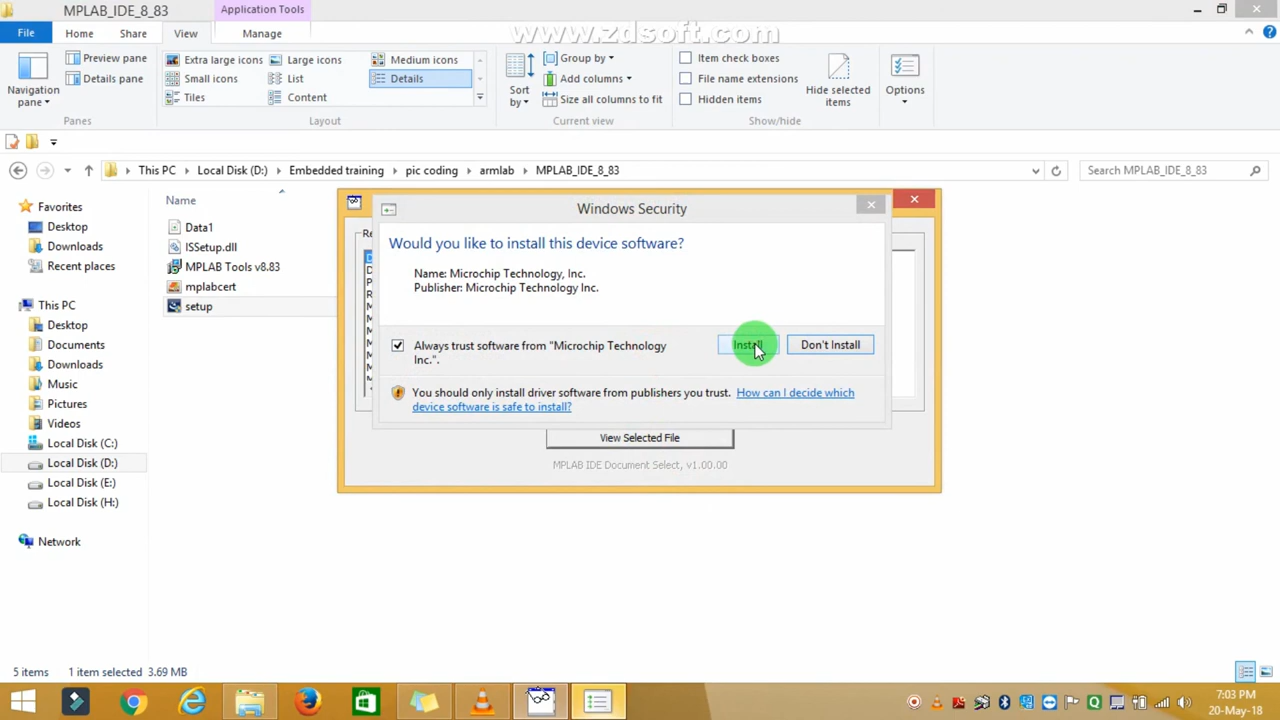 MPLAB_IDE_8_83
Application Tools
www.zdsoft.com
File
Home
Share
View
Manage
Navigation
pane
Preview pane
Details pane
Panes
Extra large icons
Large icons
Medium icons
Small icons
List
Details
Tiles
Content
Layout
Sort
by
Group by
Add columns
Size all columns to fit
Current view
Item check boxes
File name extensions
Hidden items
Hide selected
items
Show/hide
Options
This PC
Local Disk (D:)
Embedded training
pic coding
armlab
MPLAB_IDE_8_83
Search MPLAB_IDE_8_83
Favorites
Desktop
Downloads
Recent places
This PC
Desktop
Documents
Downloads
Music
Pictures
Videos
Local Disk (C:)
Local Disk (D:)
Local Disk (E:)
Local Disk (H:)
Network
Name
Data1
ISSetup.dll
MPLAB Tools v8.83
mplabcert
setup
Windows Security
Would you like to install this device software?
Name: Microchip Technology, Inc.
Publisher: Microchip Technology Inc.
Always trust software from "Microchip Technology
Inc.".
Install
Don't Install
You should only install driver software from publishers you trust. How can I decide which
device software is safe to install?
View Selected File
MPLAB IDE Document Select, v1.00.00
5 items
1 item selected 3.69 MB
7:03 PM
20-May-18